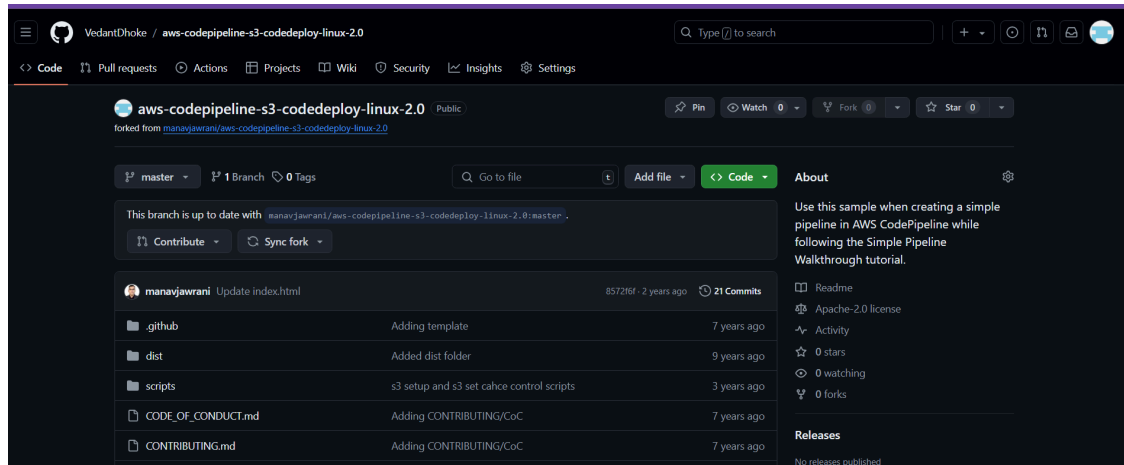 VedantDhoke / aws-codepipeline-s3-codedeploy-linux-2.0
Type / to search
Code Pull requests Actions Projects Wiki Security Insights Settings
aws-codepipeline-s3-codedeploy-linux-2.0 Public
forked from manavjawrani/aws-codepipeline-s3-codedeploy-linux-2.0
Pin Watch 0 Fork 0 Star 0
master 1 Branch 0 Tags Go to file t Add file Code
This branch is up to date with manavjawrani/aws-codepipeline-s3-codedeploy-linux-2.0:master .
Contribute Sync fork
manavjawrani Update index.html 8572f6f · 2 years ago 21 Commits
.github Adding template 7 years ago
dist Added dist folder 9 years ago
scripts s3 setup and s3 set cahce control scripts 3 years ago
CODE_OF_CONDUCT.md Adding CONTRIBUTING/CoC 7 years ago
CONTRIBUTING.md Adding CONTRIBUTING/CoC 7 years ago
About
Use this sample when creating a simple
pipeline in AWS CodePipeline while
following the Simple Pipeline
Walkthrough tutorial.
Readme
Apache-2.0 license
Activity
0 stars
0 watching
0 forks
Releases
No releases published